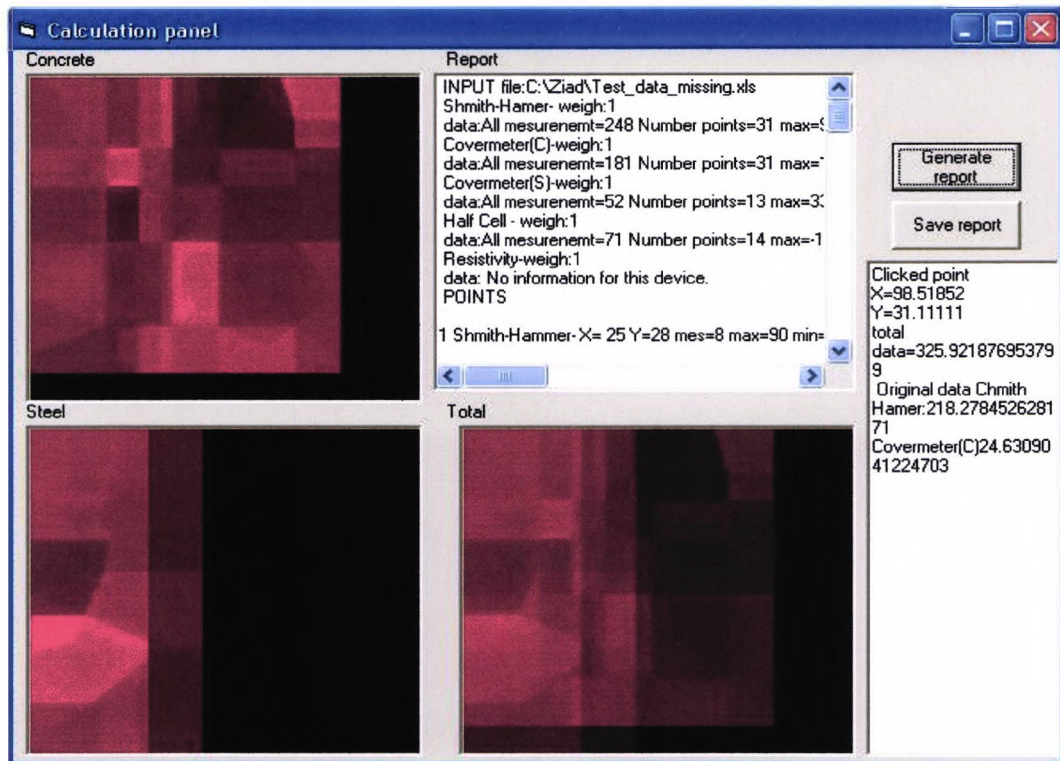 Calculation panel
Concrete
Report
INPUT file:C:\Ziad\Test_data_missing.xls
Shmith-Hamer- weigh:1
data:All mesurenemt=248 Number points=31 max=
Covermeter(C)-weigh:1
data:All mesurenemt=181 Number points=31 max=
Covermeter(S)-weigh:1
data:All mesurenemt=52 Number points=13 max=
Half Cell - weigh:1
data:All mesurenemt=71 Number points=14 max=-1
Resistivity-weigh:1
data: No information for this device.
POINTS
1 Shmith-Hammer- X= 25 Y=28 mes=8 max=90 min=
Generate
report
Save report
Clicked point
X=98.51852
Y=31.11111
total
data=325.92187695379
9
Original data Chmith
Hamer:218.2784526281
71
Covermeter(C)24.63090
41224703
Steel
Total